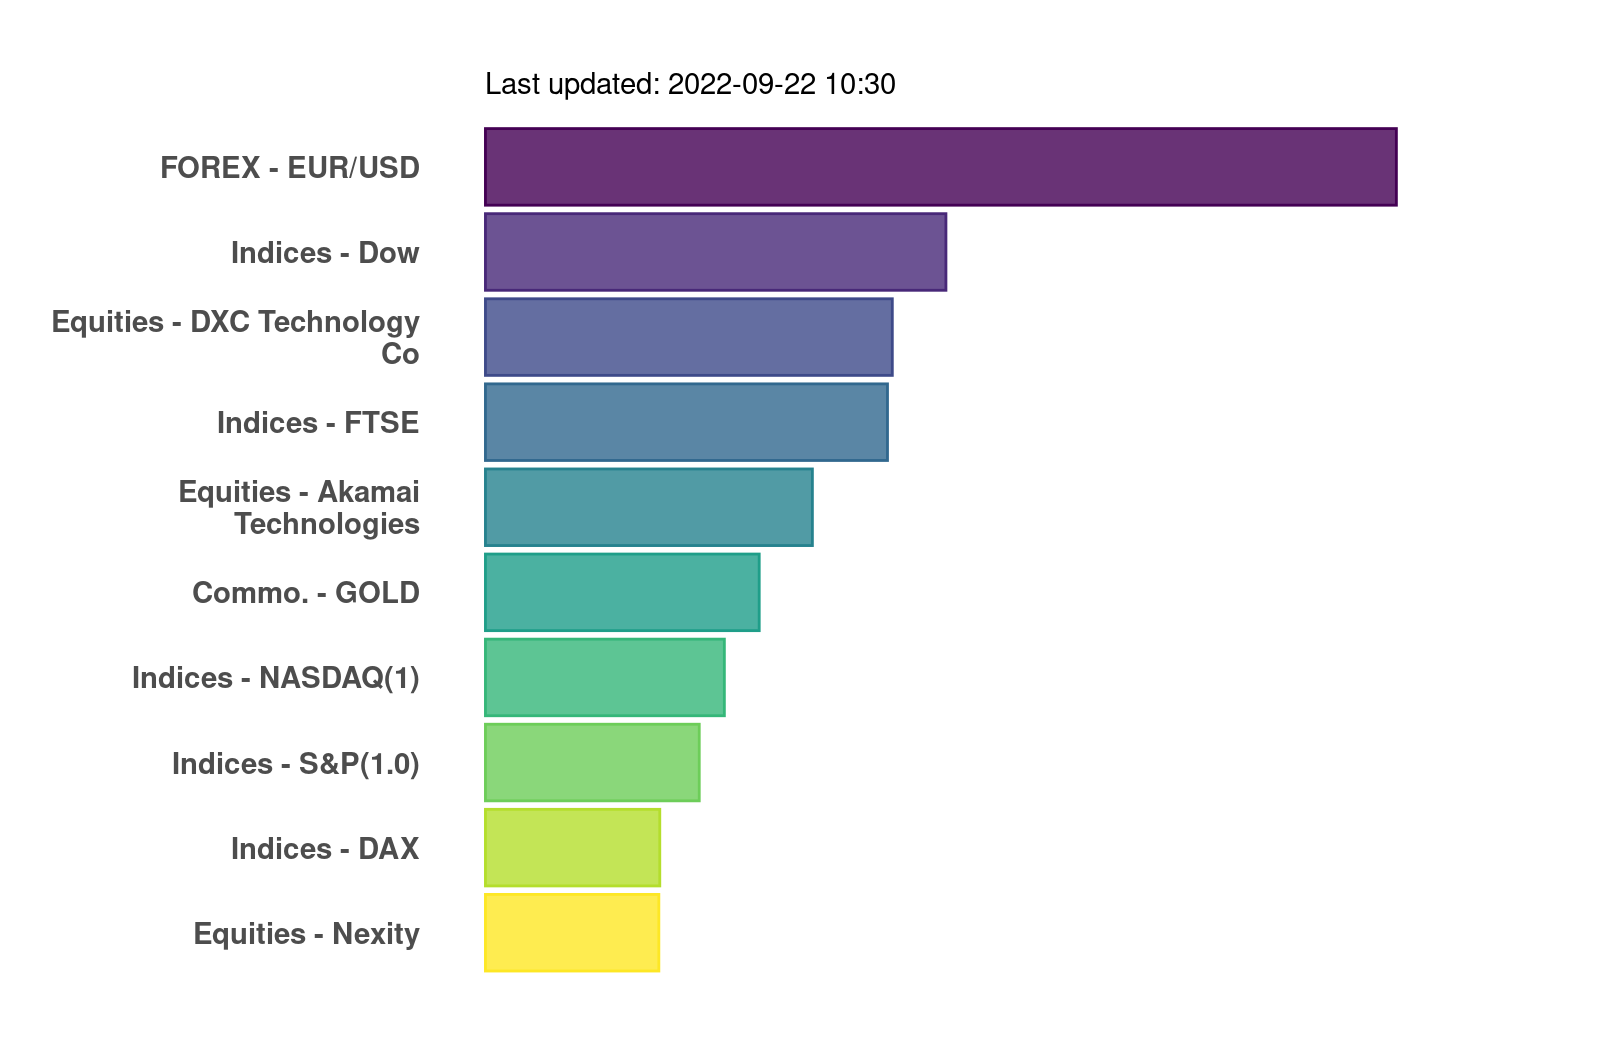 Last updated: 2022-09-22 10:30
FOREX - EUR/USD
Indices - Dow
Equities - DXC Technology
Co
Indices - FTSE
Equities - Akamai
Technologies
Commo. - GOLD
Indices - NASDAQ(1)
Indices - S&P(1.0)
Indices - DAX
Equities - Nexity